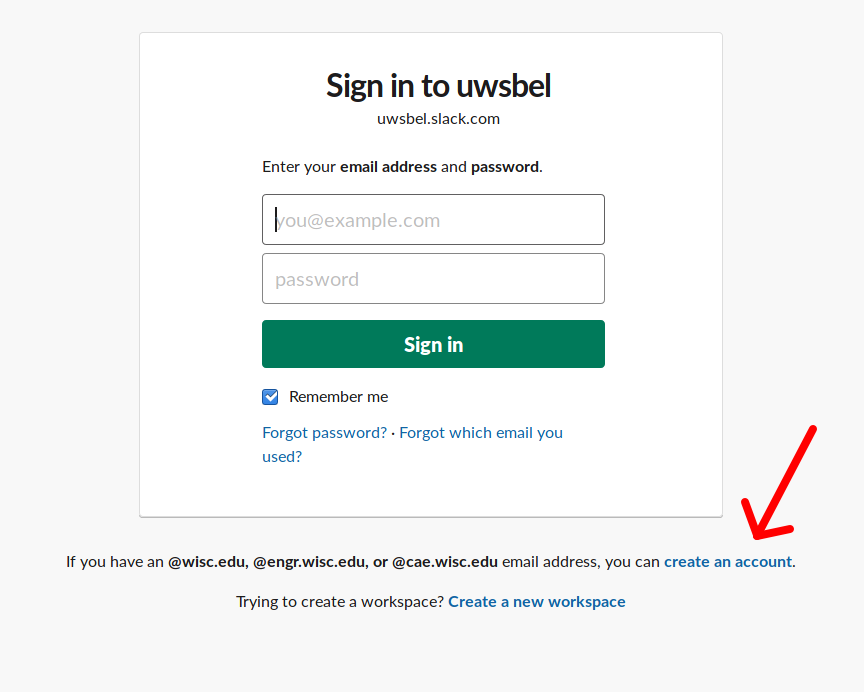 Sign in to uwsbel
uwsbel.slack.com
Enter your email address and password.
you@example.com
password
Sign in
Remember me
Forgot password? · Forgot which email you
used?
If you have an @wisc.edu, @engr.wisc.edu, or @cae.wisc.edu email address, you can create an account.
Trying to create a workspace? Create a new workspace